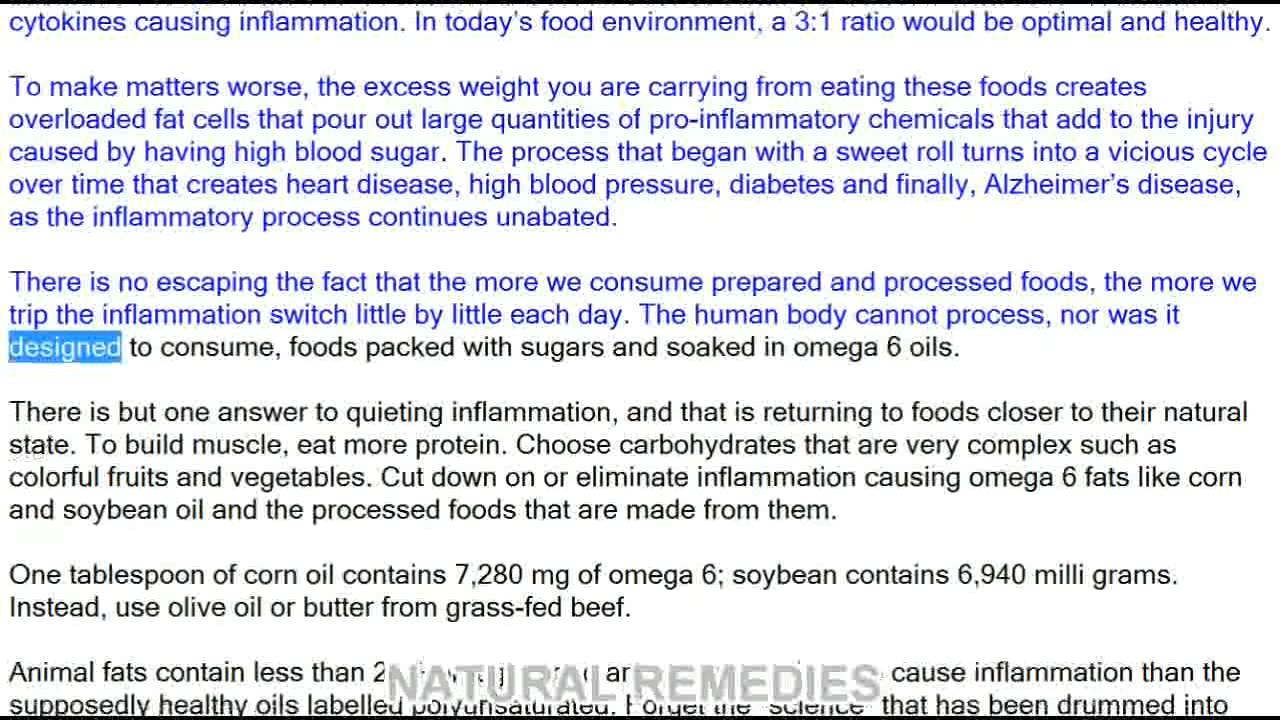 cytokines causing inflammation. In today's food environment, a 3:1 ratio would be optimal and healthy.
To make matters worse, the excess weight you are carrying from eating these foods creates
overloaded fat cells that pour out large quantities of pro-inflammatory chemicals that add to the injury
caused by having high blood sugar. The process that began with a sweet roll turns into a vicious cycle
over time that creates heart disease, high blood pressure, diabetes and finally, Alzheimer's disease,
as the inflammatory process continues unabated.
There is no escaping the fact that the more we consume prepared and processed foods, the more we
trip the inflammation switch little by little each day. The human body cannot process, nor was it
designed to consume, foods packed with sugars and soaked in omega 6 oils.
There is but one answer to quieting inflammation, and that is returning to foods closer to their natural
state. To build muscle, eat more protein. Choose carbohydrates that are very complex such as
colorful fruits and vegetables. Cut down on or eliminate inflammation causing omega 6 fats like corn
and soybean oil and the processed foods that are made from them.
One tablespoon of corn oil contains 7,280 mg of omega 6; soybean contains 6,940 milli grams.
Instead, use olive oil or butter from grass-fed beef.
Animal fats contain less than cause inflammation than the
NATURAL REMEDIES
supposedly healthy oils labelled polyunsaturated. Forget the "science" that has been drummed into